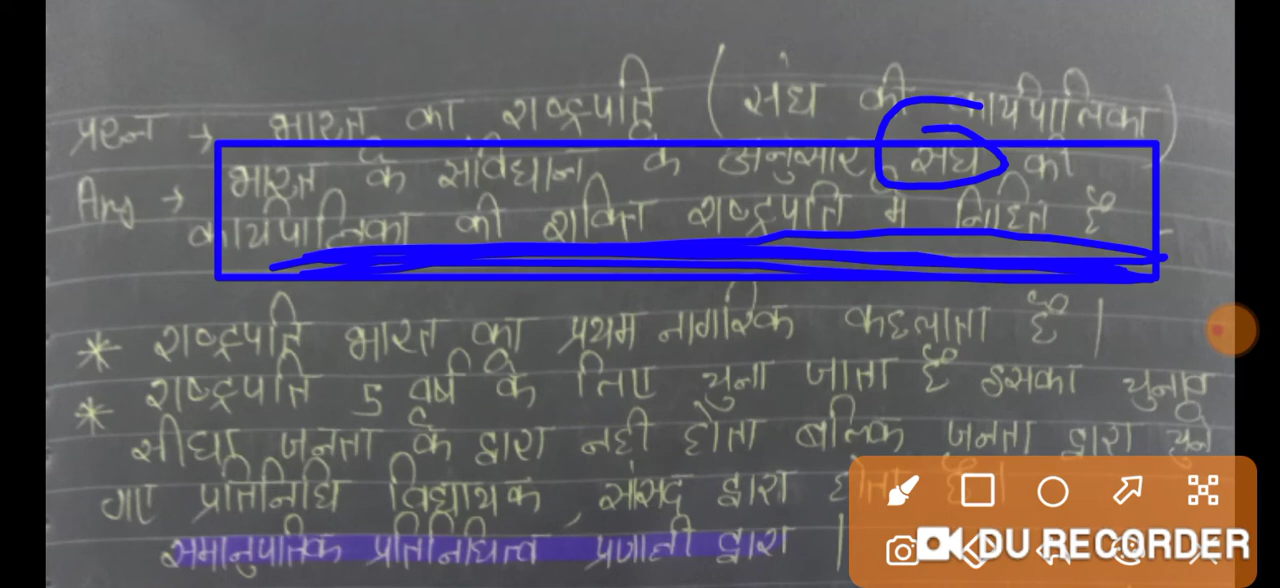 प्रश्न → भारत का राष्ट्रपति (संघ की कार्यपालिका)
Ans → भारत के संविधान के अनुसार संघ की
कार्यपालिका की शक्ति राष्ट्रपति में निहित है
* राष्ट्रपति भारत का प्रथम नागरिक कहलाता है |
* राष्ट्रपति 5 वर्ष के लिए चुना जाता है इसका चुनाव
सीधा जनता के द्वारा नही होता बल्कि जनता द्वारा चुने
गए प्रतिनिधि विधायक, सांसद द्वारा होता है।
समानुपातिक प्रतिनिधित्व प्रणाली द्वारा |
DU RECORDER